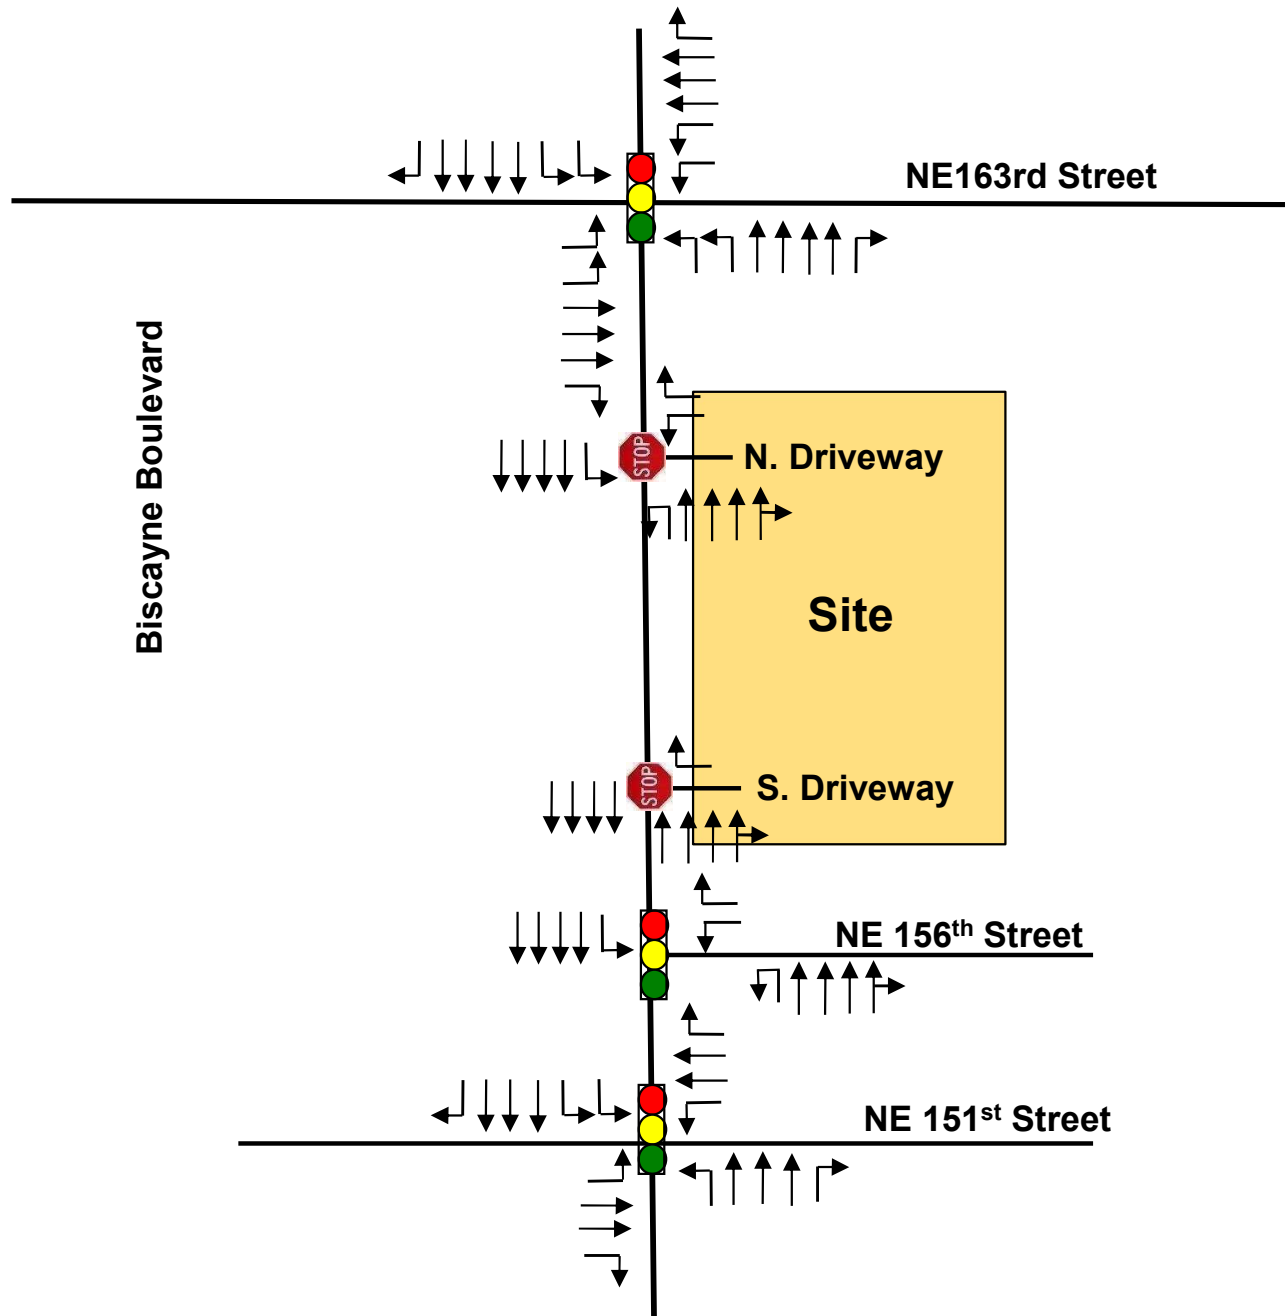 NE163rd Street
Biscayne Boulevard
STOP
N. Driveway
Site
STOP
S. Driveway
NE 156th Street
NE 151st Street